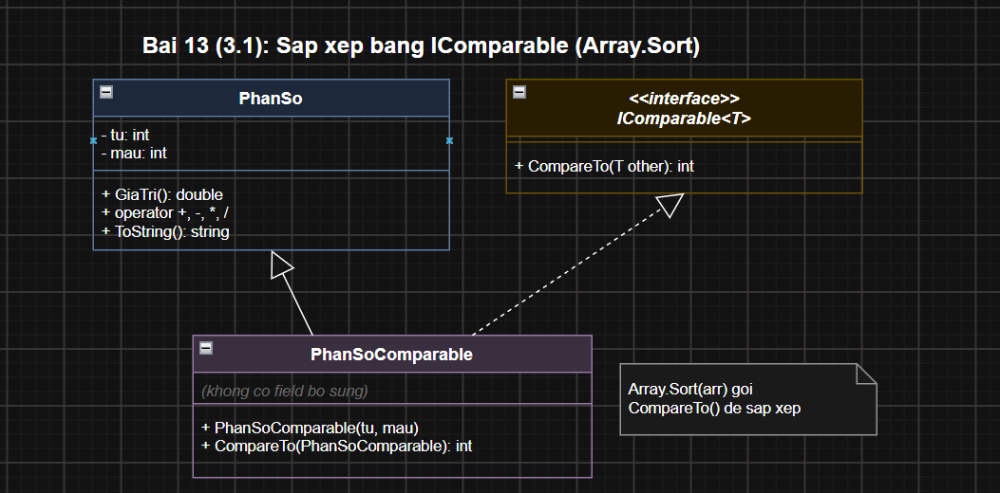 Bai 13 (3.1): Sap xep bang IComparable (Array.Sort)
PhanSo
- tu: int
- mau: int
+ GiaTri(): double
+ operator +, -, *, /
+ ToString(): string
<<interface>>
IComparable<T>
+ CompareTo(T other): int
PhanSoComparable
(khong co field bo sung)
+ PhanSoComparable(tu, mau)
+ CompareTo(PhanSoComparable): int
Array.Sort(arr) goi
CompareTo() de sap xep